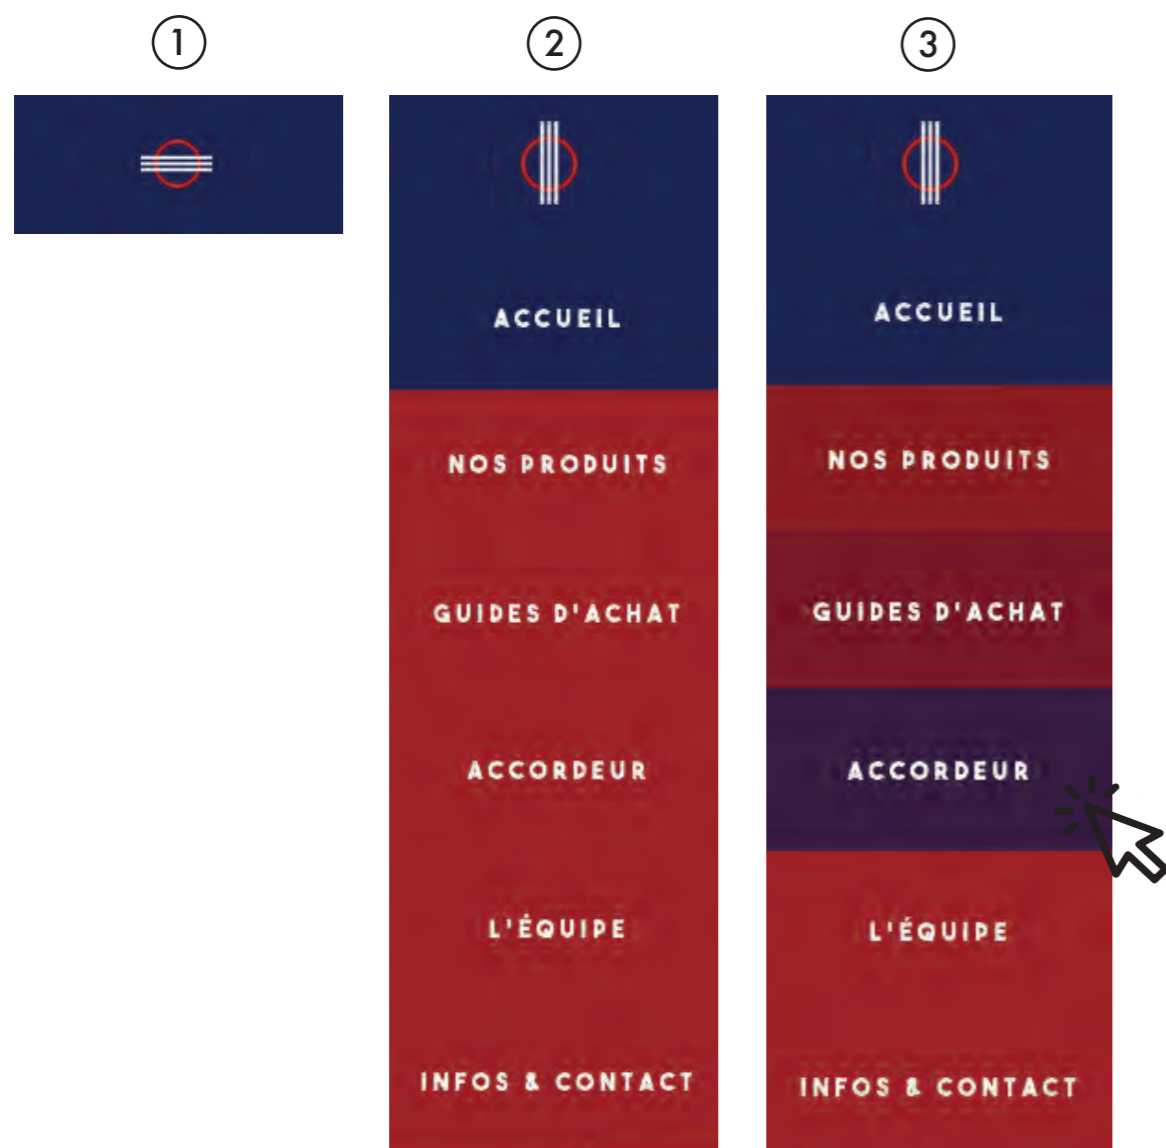 1
2
3
ACCUEIL
NOS PRODUITS
GUIDES D'ACHAT
ACCORDEUR
L'ÉQUIPE
INFOS & CONTACT
ACCUEIL
NOS PRODUITS
GUIDES D'ACHAT
ACCORDEUR
L'ÉQUIPE
INFOS & CONTACT